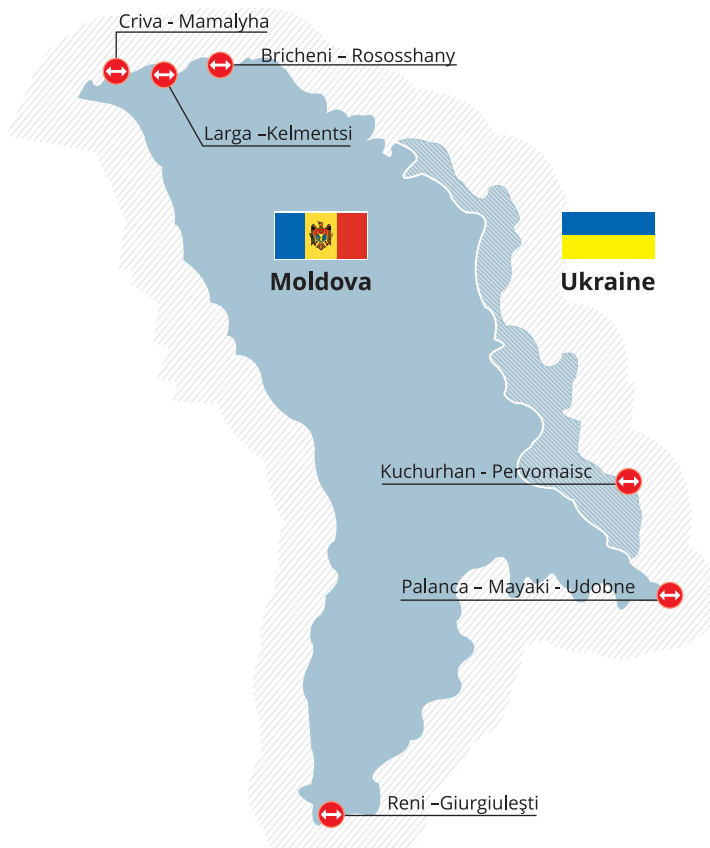 Criva - Mamalyha
Bricheni – Rososshany
Larga –Kelmentsi
Moldova
Ukraine
Kuchurhan - Pervomaisc
Palanca – Mayaki - Udobne
Reni –Giurgiuleşti